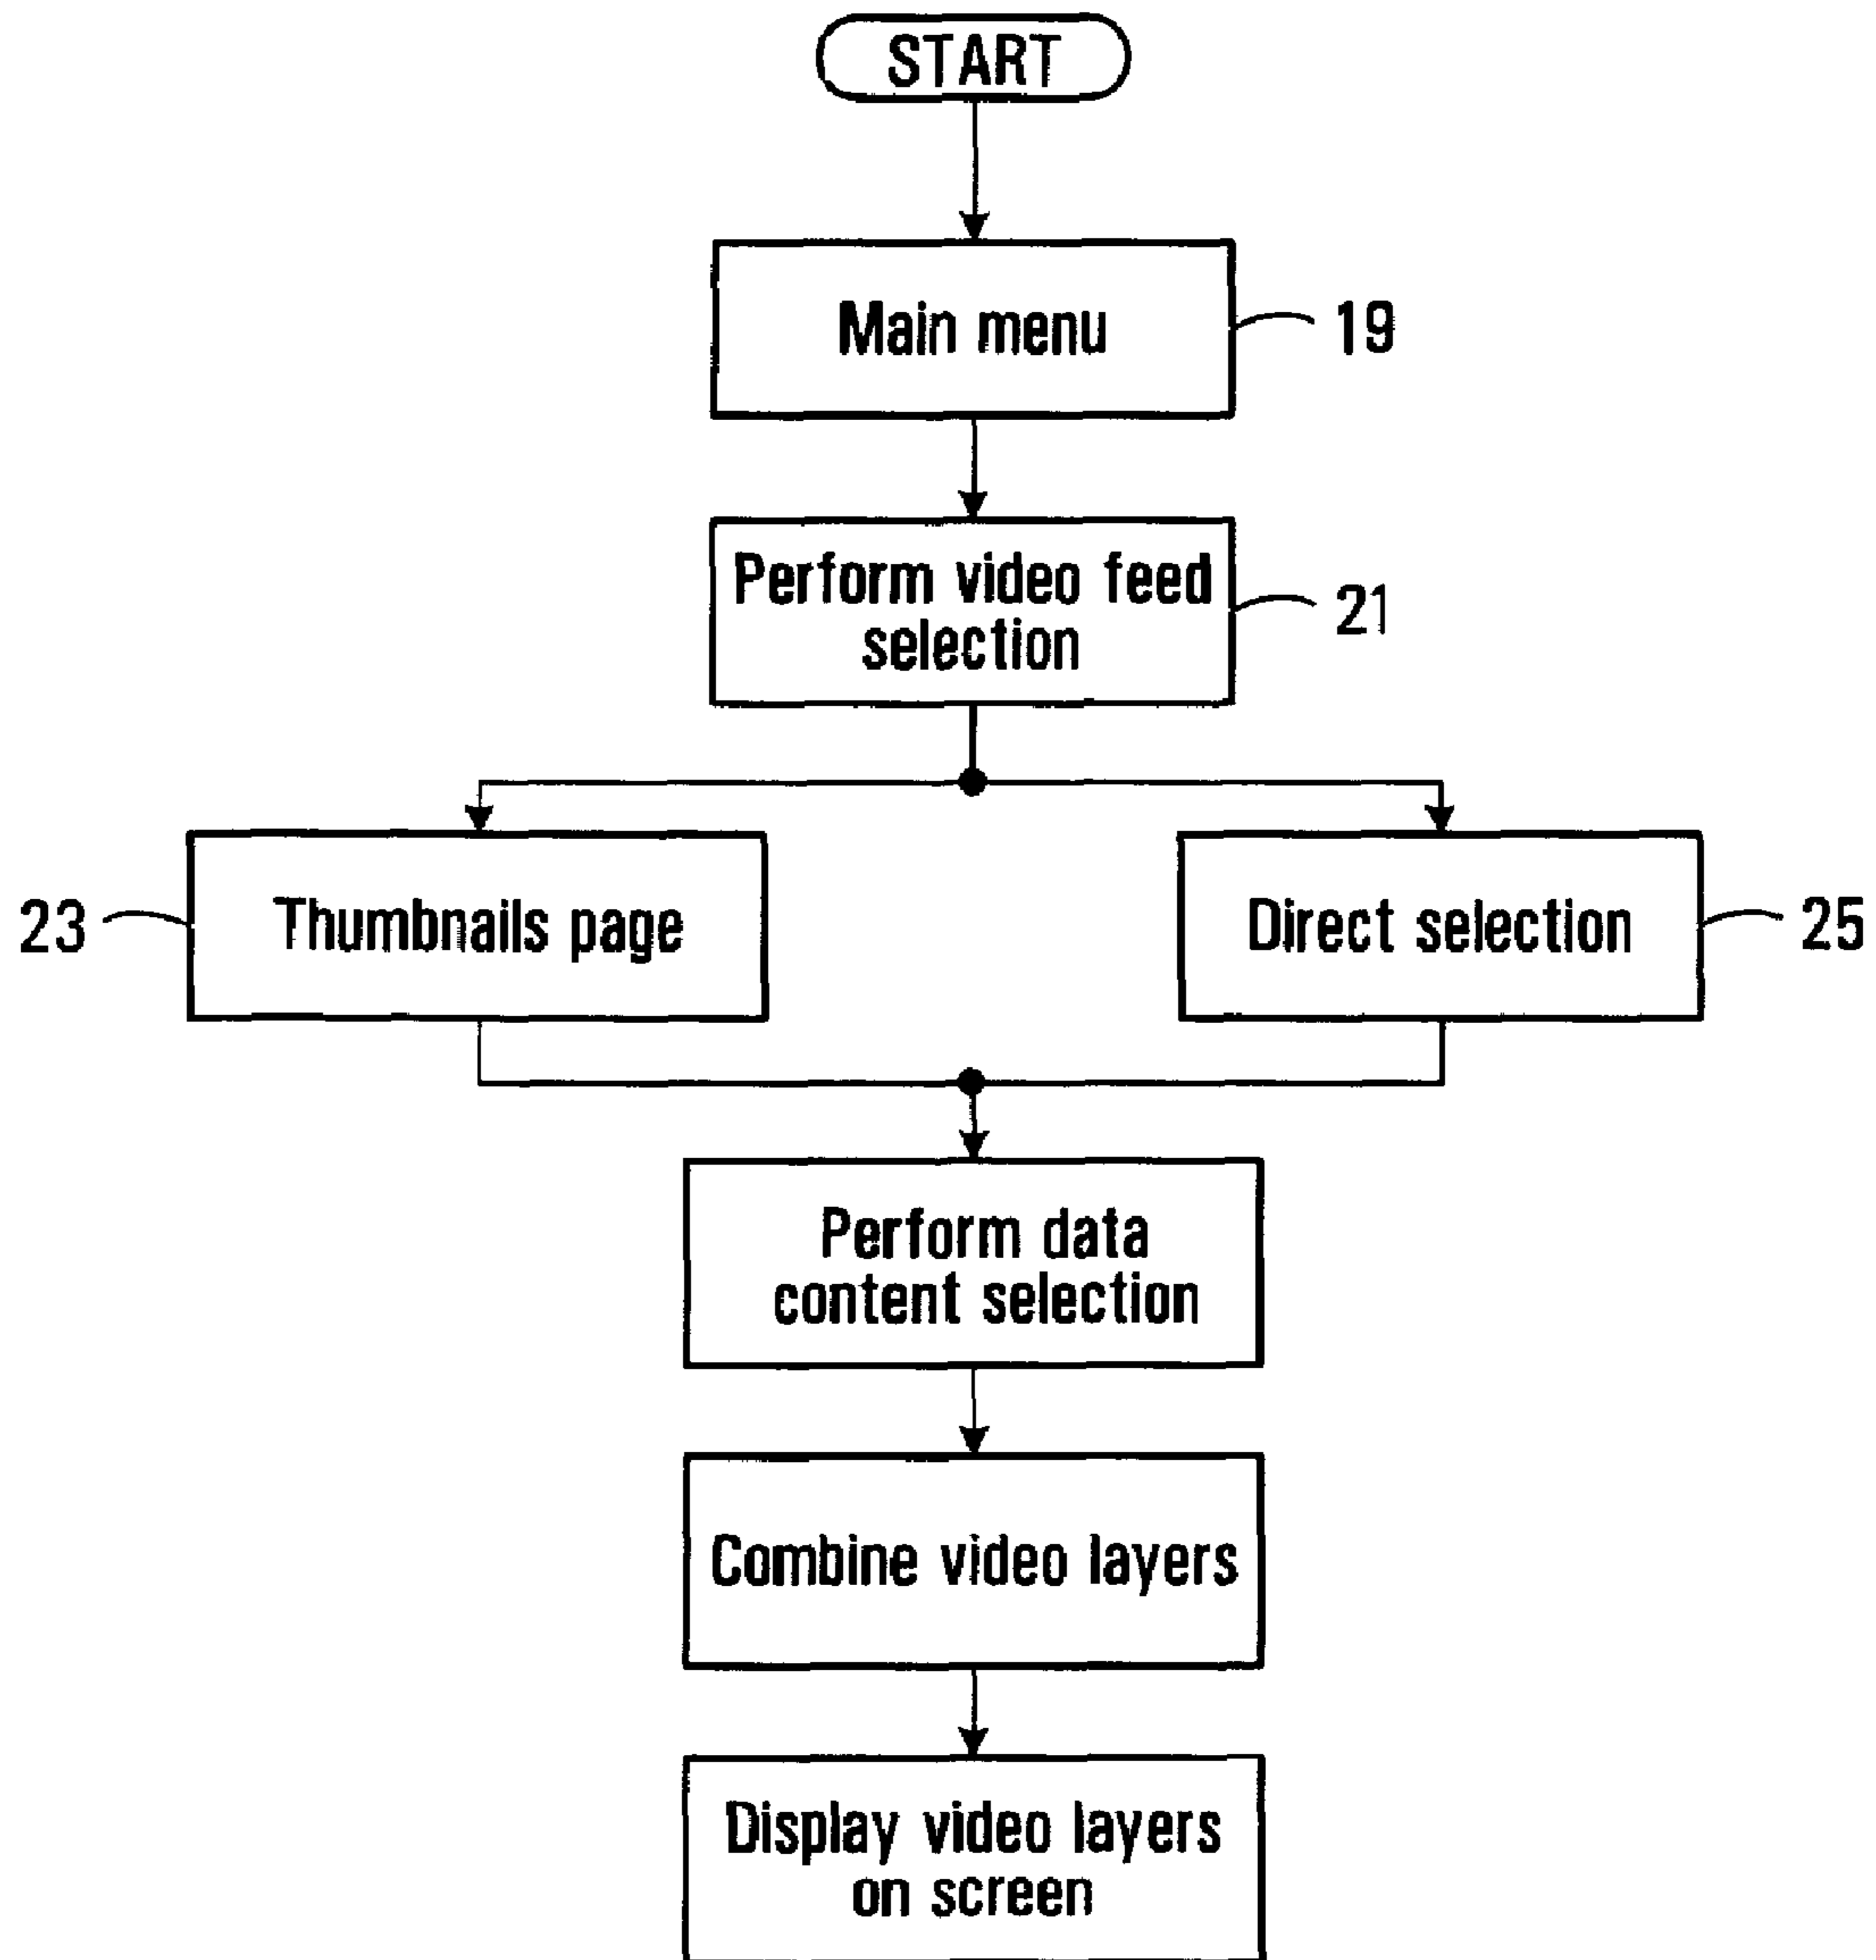 START
Main menu
19
Perform video feed
selection
21
23
Thumbnails page
Direct selection
25
Perform data
content selection
Combine video layers
Display video layers
on screen